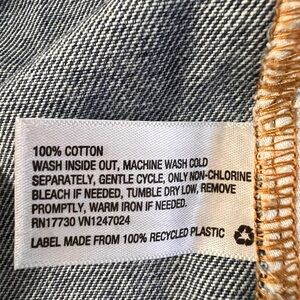 100% COTTON
WASH INSIDE OUT, MACHINE WASH COLD
SEPARATELY, GENTLE CYCLE, ONLY NON-CHLORINE
BLEACH IF NEEDED, TUMBLE DRY LOW, REMOVE
PROMPTLY, WARM IRON IF NEEDED.
RN17730 VN1247024
LABEL MADE FROM 100% RECYCLED PLASTIC